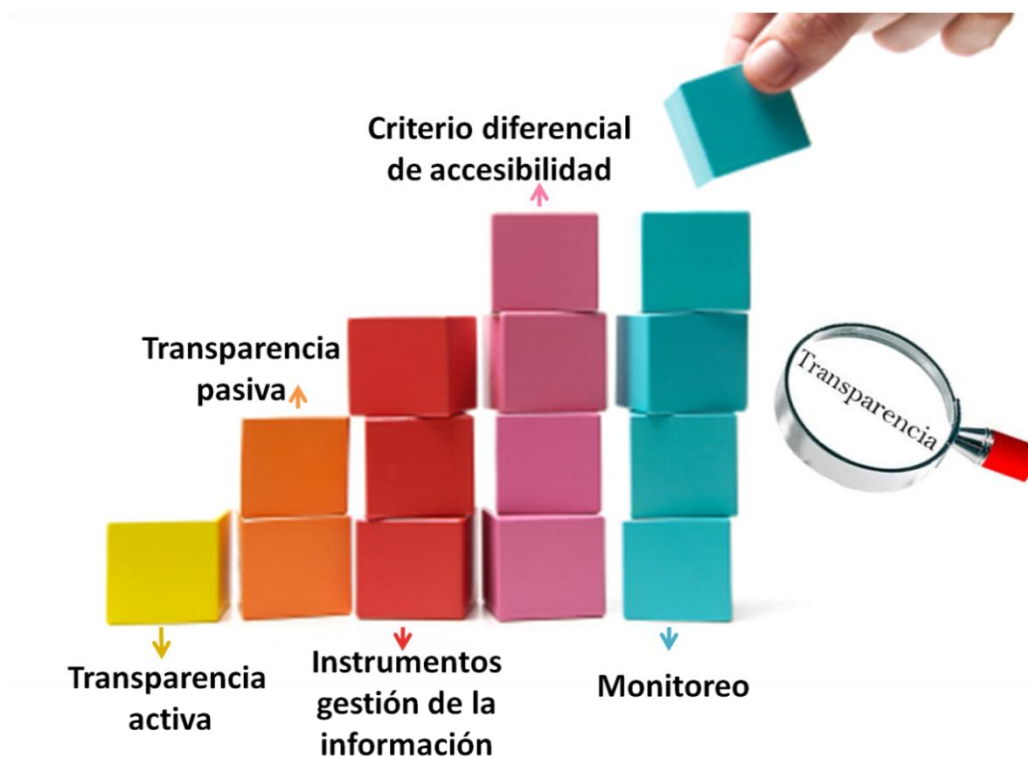 Criterio diferencial
de accesibilidad
Transparencia
pasiva
Transparencia
Transparencia
activa
Instrumentos
gestión de la
información
Monitoreo